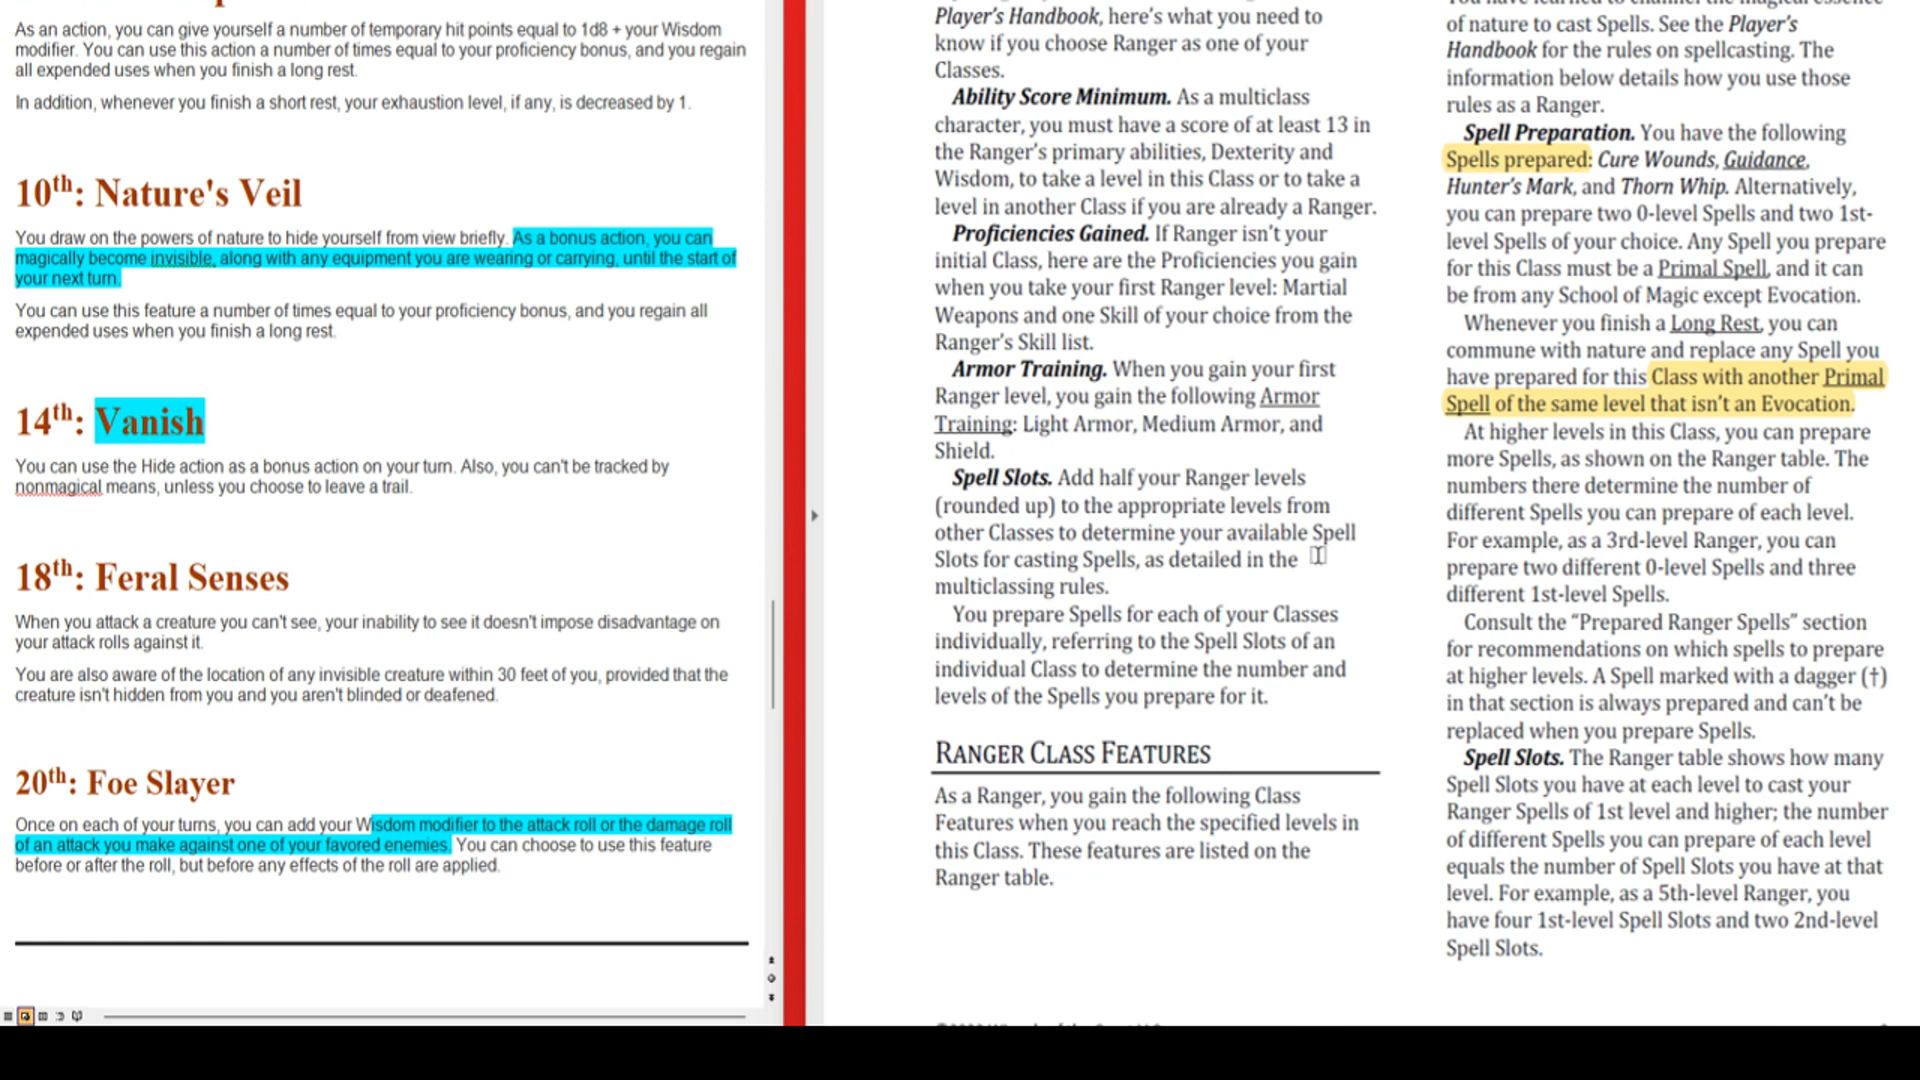 As an action, you can give yourself a number of temporary hit points equal to 1d8 + your Wisdom
modifier. You can use this action a number of times equal to your proficiency bonus, and you regain
all expended uses when you finish a long rest.
In addition, whenever you finish a short rest, your exhaustion level, if any, is decreased by 1.
10th: Nature's Veil
You draw on the powers of nature to hide yourself from view briefly. As a bonus action, you can
magically become invisible, along with any equipment you are wearing or carrying, until the start of
your next turn.
You can use this feature a number of times equal to your proficiency bonus, and you regain all
expended uses when you finish a long rest.
14th: Vanish
You can use the Hide action as a bonus action on your turn. Also, you can't be tracked by
nonmagical means, unless you choose to leave a trail.
18th: Feral Senses
When you attack a creature you can't see, your inability to see it doesn't impose disadvantage on
your attack rolls against it.
You are also aware of the location of any invisible creature within 30 feet of you, provided that the
creature isn't hidden from you and you aren't blinded or deafened.
20th: Foe Slayer
Once on each of your turns, you can add your Wisdom modifier to the attack roll or the damage roll
of an attack you make against one of your favored enemies. You can choose to use this feature
before or after the roll, but before any effects of the roll are applied.
Player's Handbook, here's what you need to
know if you choose Ranger as one of your
Classes.
Ability Score Minimum. As a multiclass
character, you must have a score of at least 13 in
the Ranger's primary abilities, Dexterity and
Wisdom, to take a level in this Class or to take a
level in another Class if you are already a Ranger.
Proficiencies Gained. If Ranger isn't your
initial Class, here are the Proficiencies you gain
when you take your first Ranger level: Martial
Weapons and one Skill of your choice from the
Ranger's Skill list.
Armor Training. When you gain your first
Ranger level, you gain the following Armor
Training: Light Armor, Medium Armor, and
Shield.
Spell Slots. Add half your Ranger levels
(rounded up) to the appropriate levels from
other Classes to determine your available Spell
Slots for casting Spells, as detailed in the
multiclassing rules.
You prepare Spells for each of your Classes
individually, referring to the Spell Slots of an
individual Class to determine the number and
levels of the Spells you prepare for it.
RANGER CLASS FEATURES
As a Ranger, you gain the following Class
Features when you reach the specified levels in
this Class. These features are listed on the
Ranger table.
of nature to cast Spells. See the Player's
Handbook for the rules on spellcasting. The
information below details how you use those
rules as a Ranger.
Spell Preparation. You have the following
Spells prepared: Cure Wounds, Guidance,
Hunter's Mark, and Thorn Whip. Alternatively,
you can prepare two 0-level Spells and two 1st-
level Spells of your choice. Any Spell you prepare
for this Class must be a Primal Spell, and it can
be from any School of Magic except Evocation.
Whenever you finish a Long Rest, you can
commune with nature and replace any Spell you
have prepared for this Class with another Primal
Spell of the same level that isn't an Evocation.
At higher levels in this Class, you can prepare
more Spells, as shown on the Ranger table. The
numbers there determine the number of
different Spells you can prepare of each level.
For example, as a 3rd-level Ranger, you can
prepare two different 0-level Spells and three
different 1st-level Spells.
Consult the “Prepared Ranger Spells” section
for recommendations on which spells to prepare
at higher levels. A Spell marked with a dagger (†)
in that section is always prepared and can't be
replaced when you prepare Spells.
Spell Slots. The Ranger table shows how many
Spell Slots you have at each level to cast your
Ranger Spells of 1st level and higher; the number
of different Spells you can prepare of each level
equals the number of Spell Slots you have at that
level. For example, as a 5th-level Ranger, you
have four 1st-level Spell Slots and two 2nd-level
Spell Slots.